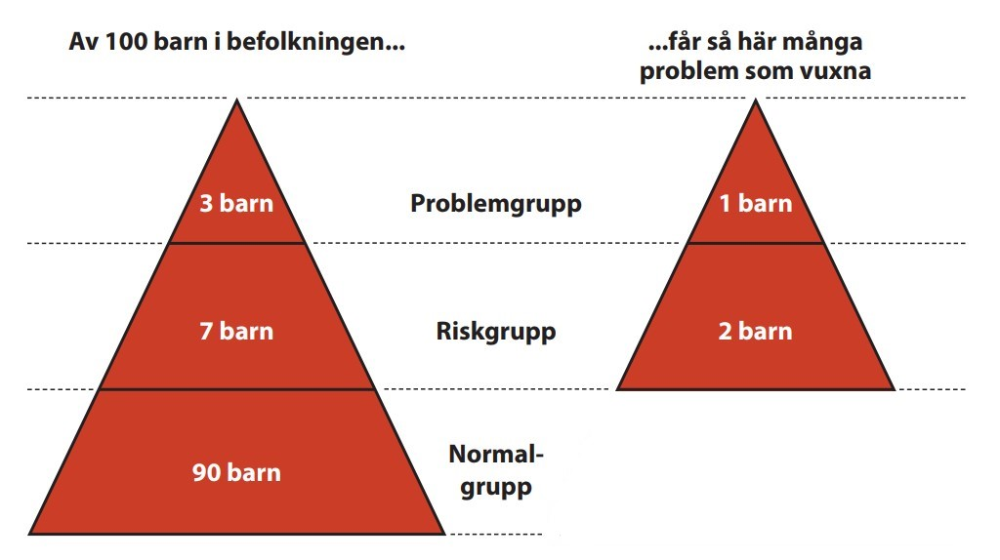 Av 100 barn i befolkningen...
...får så här många
problem som vuxna
3 barn
Problemgrupp
1 barn
7 barn
Riskgrupp
2 barn
Normal-
grupp
90 barn